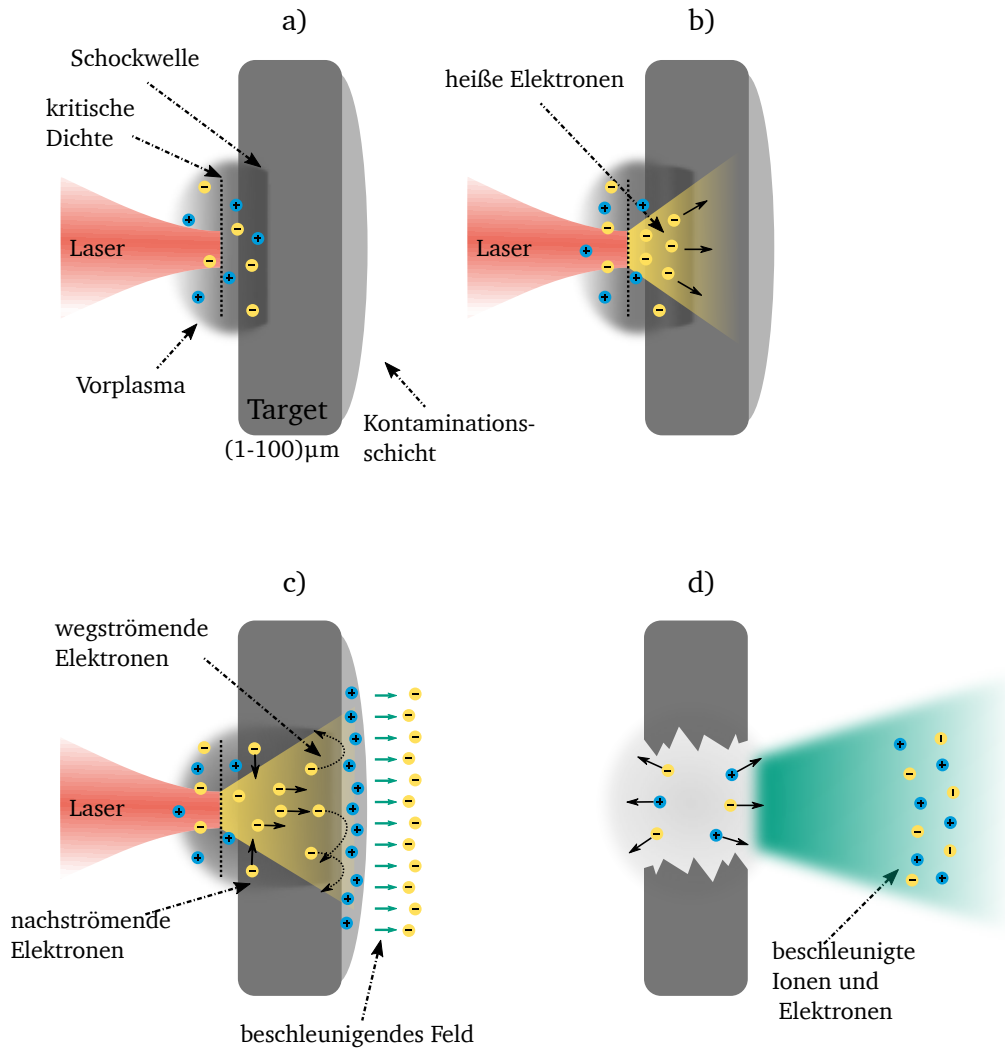 a)
Schockwelle
kritische
Dichte
Laser
Vorplasma
Target
(1-100)µm
Kontaminations-
schicht
b)
heiße Elektronen
Laser
c)
wegströmende
Elektronen
Laser
nachströmende
Elektronen
beschleunigendes Feld
d)
beschleunigte
Ionen und
Elektronen